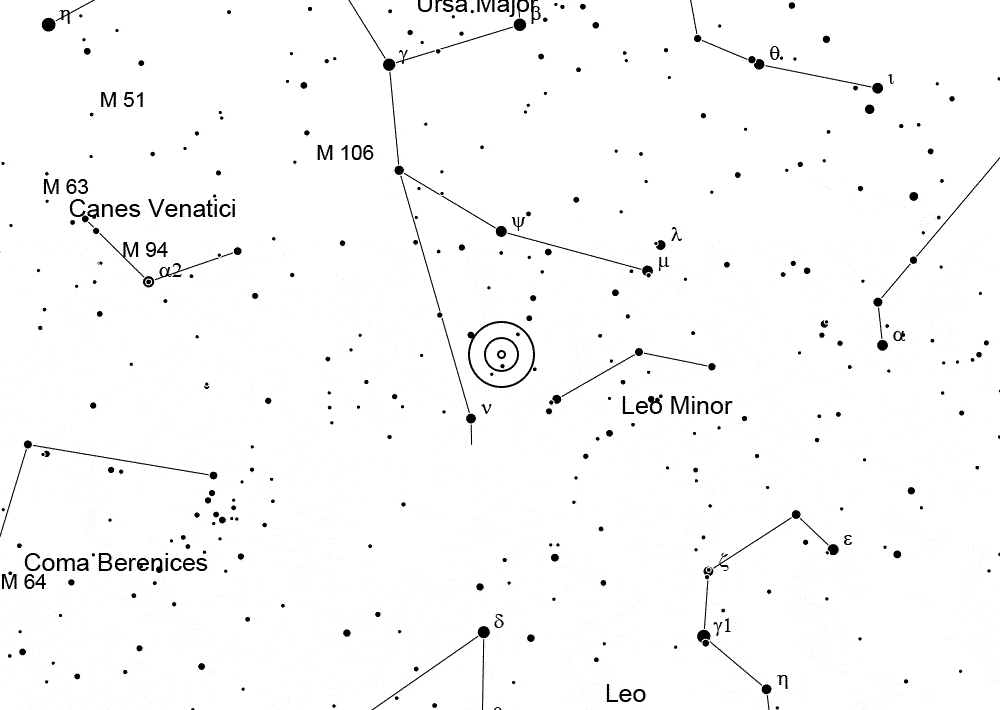 Ursa Major
η
β
γ
θ
ι
M 51
M 106
M 63
Canes Venatici
ψ
λ
M 94
α2
μ
α
ν
Leo Minor
ε
Coma Berenices
ζ
M 64
δ
γ1
η
Leo